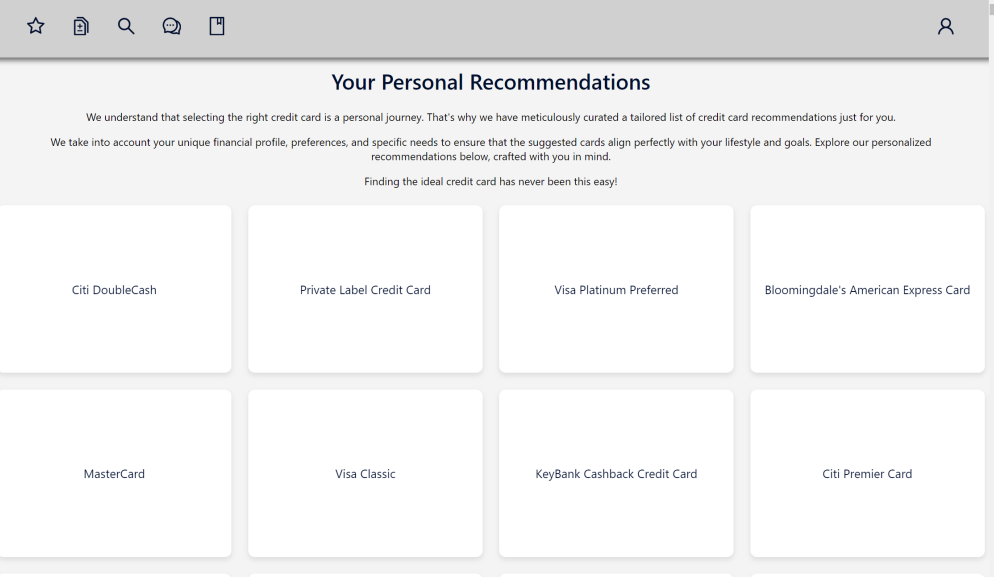 Your Personal Recommendations
We understand that selecting the right credit card is a personal journey. That's why we have meticulously curated a tailored list of credit card recommendations just for you.
We take into account your unique financial profile, preferences, and specific needs to ensure that the suggested cards align perfectly with your lifestyle and goals. Explore our personalized
recommendations below, crafted with you in mind.
Finding the ideal credit card has never been this easy!
Citi DoubleCash
Private Label Credit Card
Visa Platinum Preferred
Bloomingdale's American Express Card
MasterCard
Visa Classic
KeyBank Cashback Credit Card
Citi Premier Card